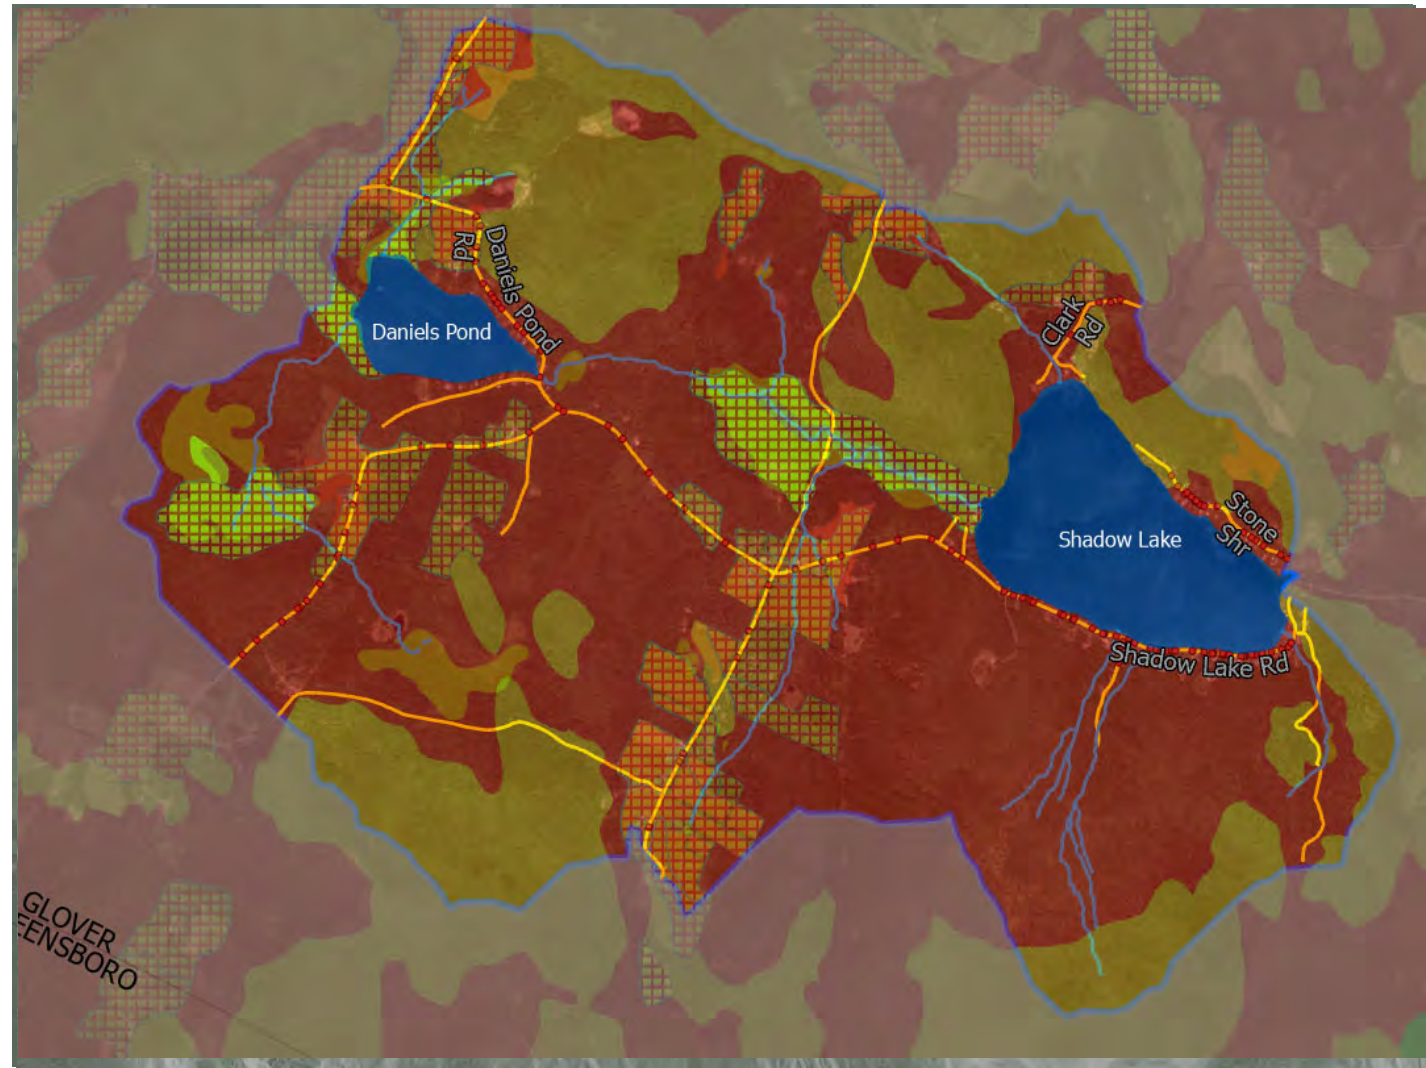 Daniels Pond
Rd
Daniels Pond
Clark
Rd
Stone
Shr
Shadow Lake
Shadow Lake Rd
GLOVER
EENSBORO